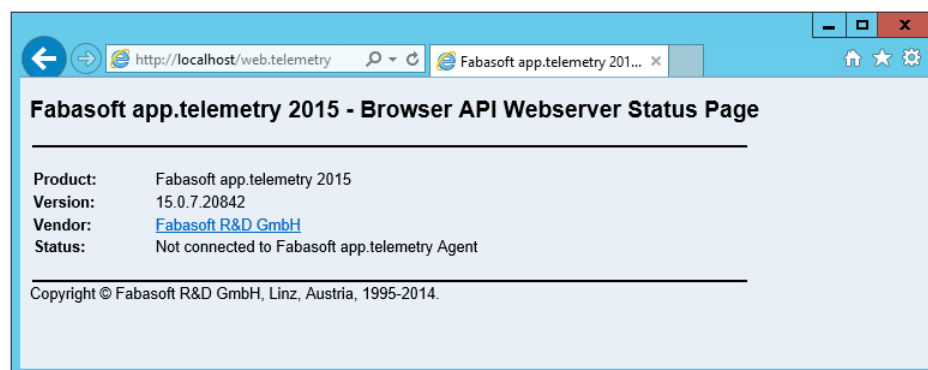 http://localhost/web.telemetry
Fabasoft app.telemetry 201...
Fabasoft app.telemetry 2015 - Browser API Webserver Status Page
Product: Fabasoft app.telemetry 2015
Version: 15.0.7.20842
Vendor: Fabasoft R&D GmbH
Status: Not connected to Fabasoft app.telemetry Agent
Copyright © Fabasoft R&D GmbH, Linz, Austria, 1995-2014.